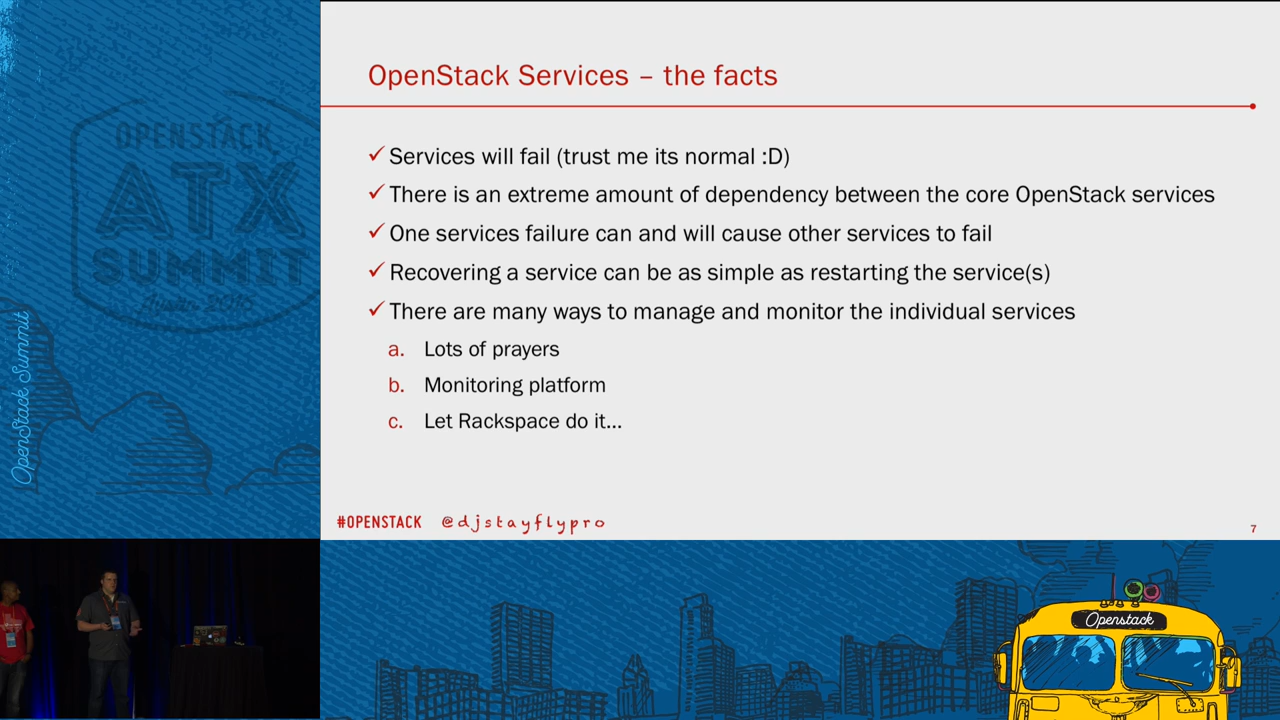 OpenStack Services – the facts
✓ Services will fail (trust me its normal :D)
✓ There is an extreme amount of dependency between the core OpenStack services
✓ One services failure can and will cause other services to fail
✓ Recovering a service can be as simple as restarting the service(s)
✓ There are many ways to manage and monitor the individual services
a. Lots of prayers
b. Monitoring platform
c. Let Rackspace do it...
#OPENSTACK @djstayflypro
7
OPENSTACK
ATX
SUMMIT
Austin 2016
OpenStack Summit
Openstack